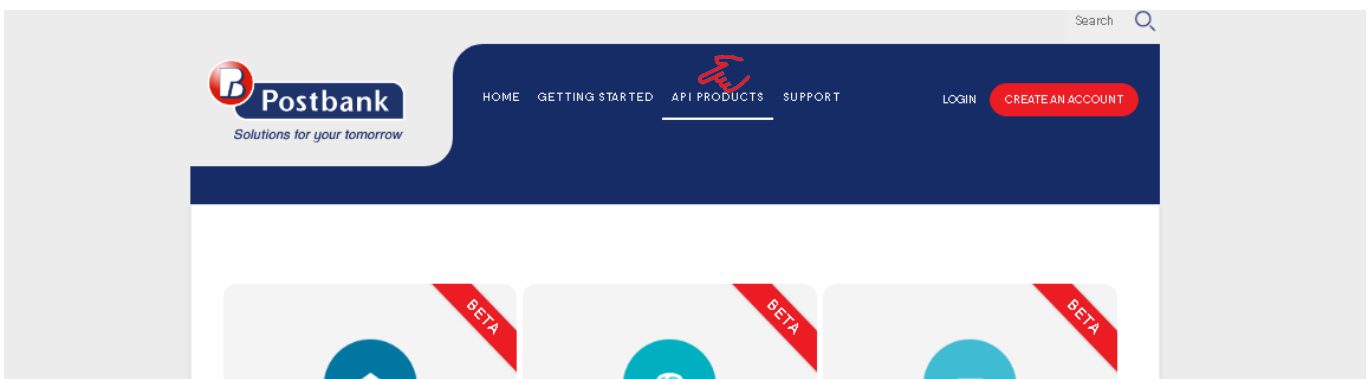 Search
Postbank
Solutions for your tomorrow
HOME GETTING STARTED API PRODUCTS SUPPORT LOGIN CREATE AN ACCOUNT
BETA BETA BETA